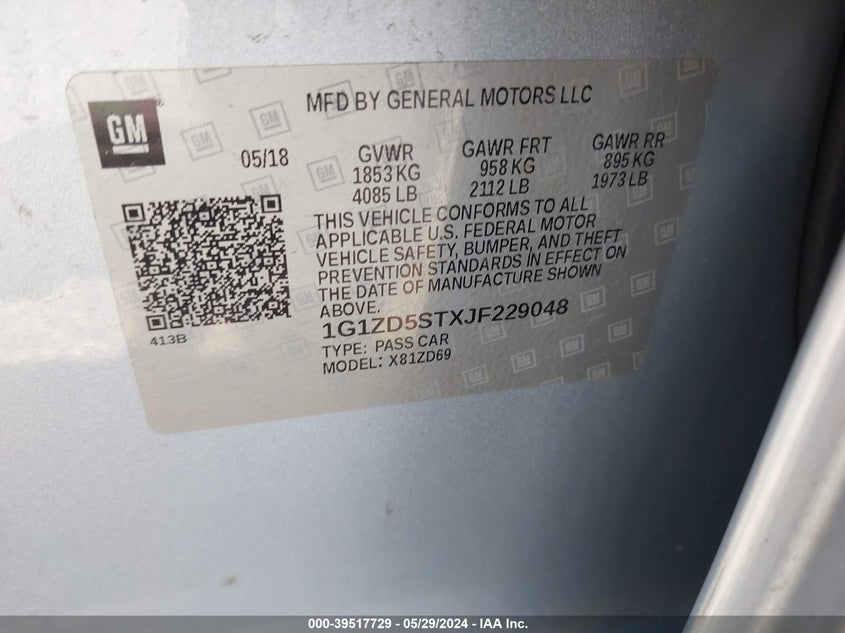 MFD BY GENERAL MOTORS LLC
GM
05/18
GVWR
1853 KG
4085 LB
GAWR FRT
958 KG
2112 LB
GAWR RR
895 KG
1973 LB
THIS VEHICLE CONFORMS TO ALL
APPLICABLE U.S. FEDERAL MOTOR
VEHICLE SAFETY, BUMPER, AND THEFT
PREVENTION STANDARDS IN EFFECT ON
THE DATE OF MANUFACTURE SHOWN
ABOVE.
413B
1G1ZD5STXJF229048
TYPE: PASS CAR
MODEL: X81ZD69
000-39517729 - 05/29/2024 - IAA Inc.